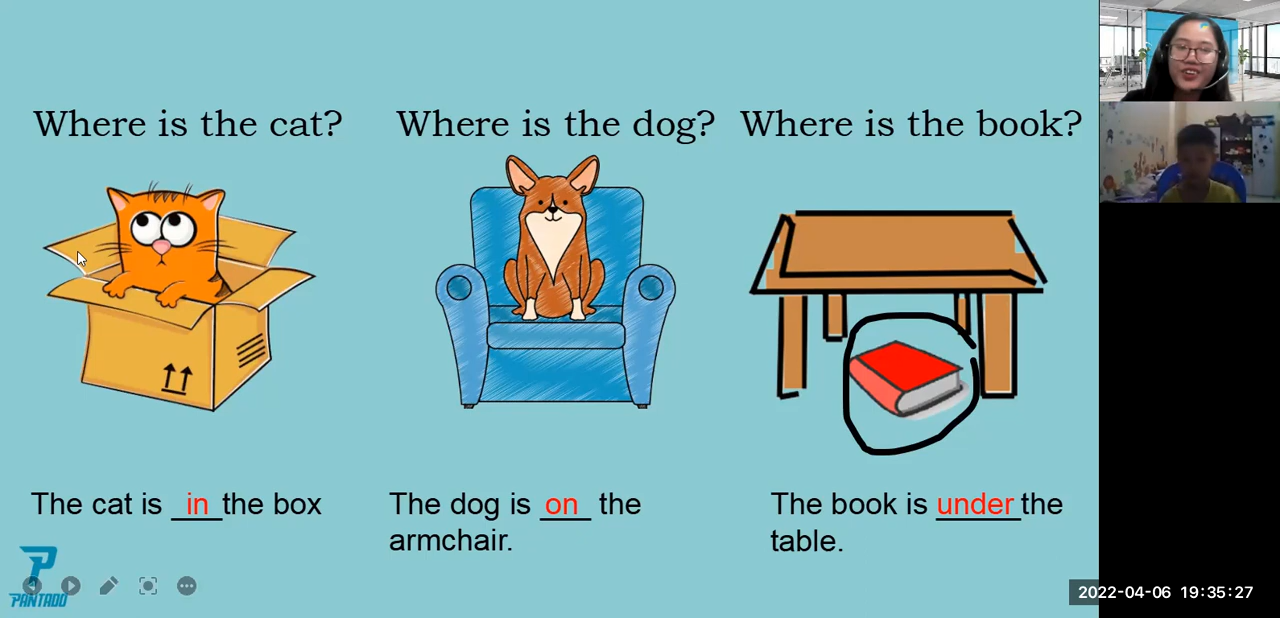 Where is the cat?
Where is the dog?
Where is the book?
The cat is in the box
The dog is on the
armchair.
The book is under the
table.
PANTADO
2022-04-06 19:35:27